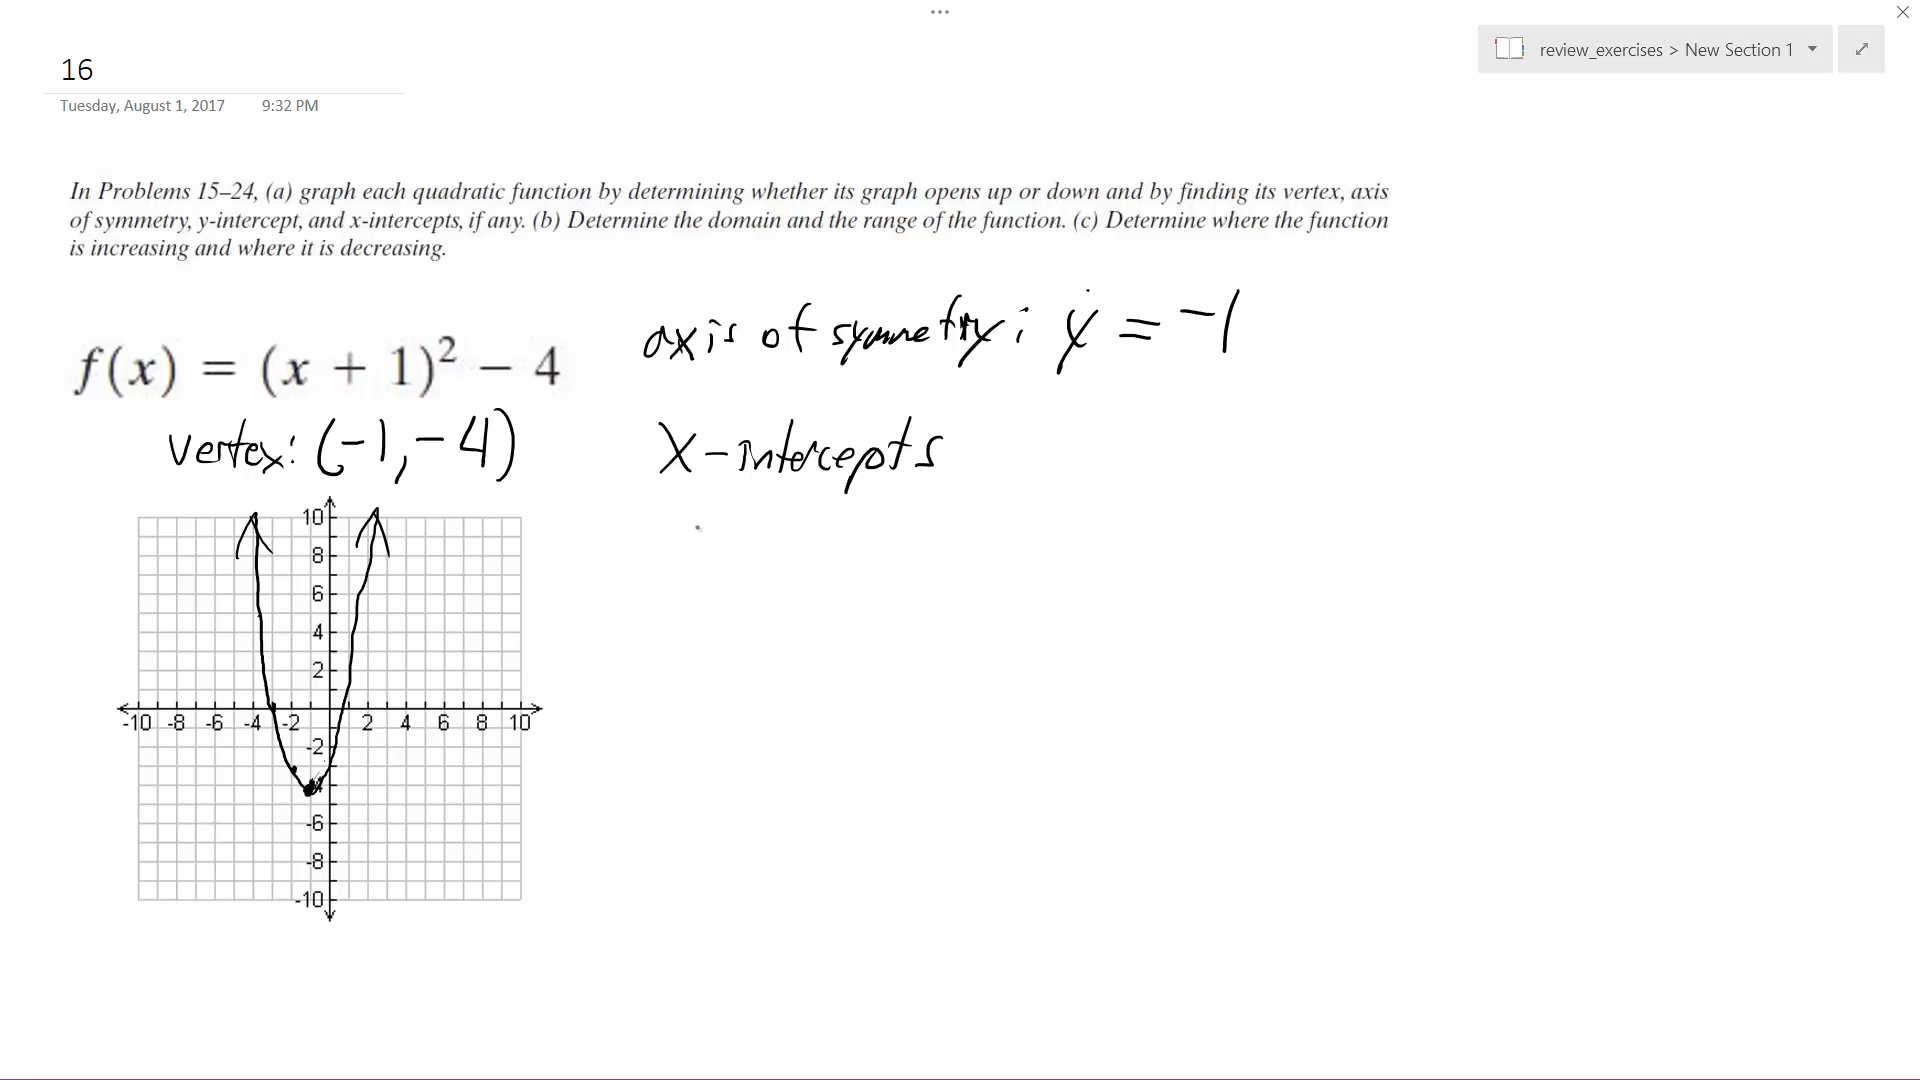 ...
review_exercises > New Section 1
16
Tuesday, August 1, 2017 9:32 PM
In Problems 15–24, (a) graph each quadratic function by determining whether its graph opens up or down and by finding its vertex, axis
of symmetry, y-intercept, and x-intercepts, if any. (b) Determine the domain and the range of the function. (c) Determine where the function
is increasing and where it is decreasing.
axis of symmetry: x = -1
f(x) = (x + 1)² − 4
vertex: (-1, -4)
x-intercepts
10
8
6
4
2
-10 -8 -6 -4 -2 2 4 6 8 10
-2
-6
-8
-10